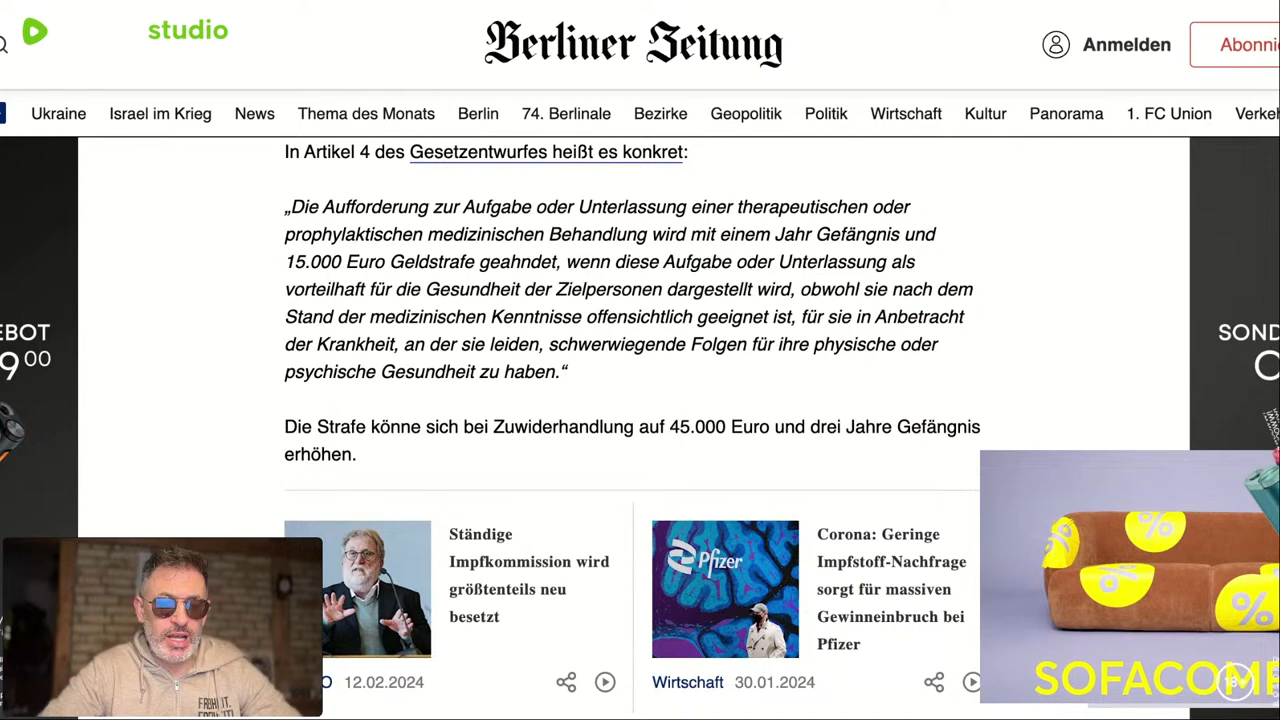 studio
Berliner Zeitung
Anmelden
Abonni
Ukraine
Israel im Krieg
News
Thema des Monats
Berlin
74. Berlinale
Bezirke
Geopolitik
Politik
Wirtschaft
Kultur
Panorama
1. FC Union
Verkeh
In Artikel 4 des Gesetzentwurfes heißt es konkret:
„Die Aufforderung zur Aufgabe oder Unterlassung einer therapeutischen oder
prophylaktischen medizinischen Behandlung wird mit einem Jahr Gefängnis und
15.000 Euro Geldstrafe geahndet, wenn diese Aufgabe oder Unterlassung als
vorteilhaft für die Gesundheit der Zielpersonen dargestellt wird, obwohl sie nach dem
Stand der medizinischen Kenntnisse offensichtlich geeignet ist, für sie in Anbetracht
der Krankheit, an der sie leiden, schwerwiegende Folgen für ihre physische oder
psychische Gesundheit zu haben.“
Die Strafe könne sich bei Zuwiderhandlung auf 45.000 Euro und drei Jahre Gefängnis
erhöhen.
EBOT
9 00
SOND
Ständige
Impfkommission wird
größtenteils neu
besetzt
O 12.02.2024
Pfizer
Corona: Geringe
Impfstoff-Nachfrage
sorgt für massiven
Gewinneinbruch bei
Pfizer
Wirtschaft 30.01.2024
% % % %
SOFACOMP